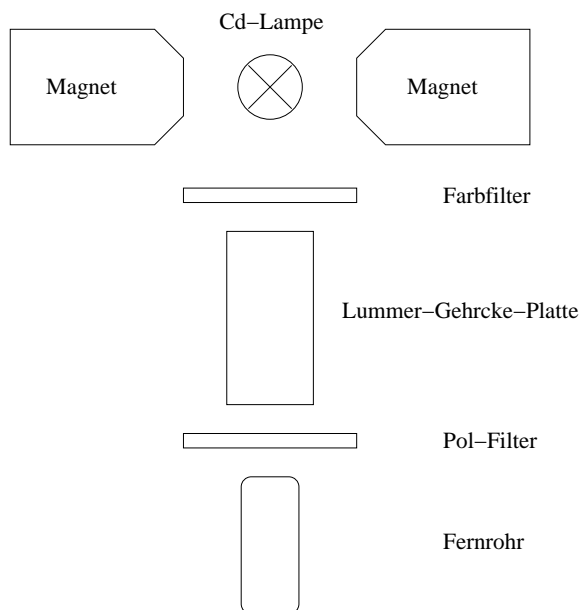 Cd−Lampe
Magnet
Magnet
Farbfilter
Lummer−Gehrcke−Platte
Pol−Filter
Fernrohr